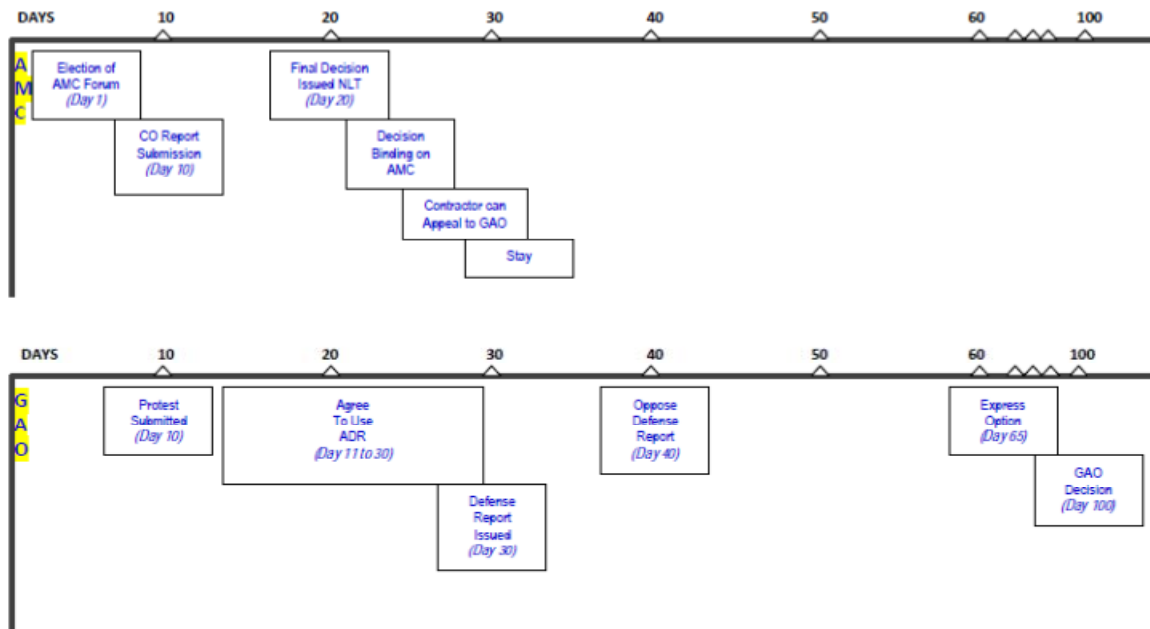 DAYS 10 20 30 40 50 60 100
A
M
C
Election of
AMC Forum
(Day 1)
CO Report
Submission
(Day 10)
Final Decision
Issued NLT
(Day 20)
Decision
Binding on
AMC
Contractor can
Appeal to GAO
Stay
DAYS 10 20 30 40 50 60 100
G
A
O
Protest
Submitted
(Day 10)
Agree
To Use
ADR
(Day 11 to 30)
Defense
Report
Issued
(Day 30)
Oppose
Defense
Report
(Day 40)
Express
Option
(Day 65)
GAO
Decision
(Day 100)